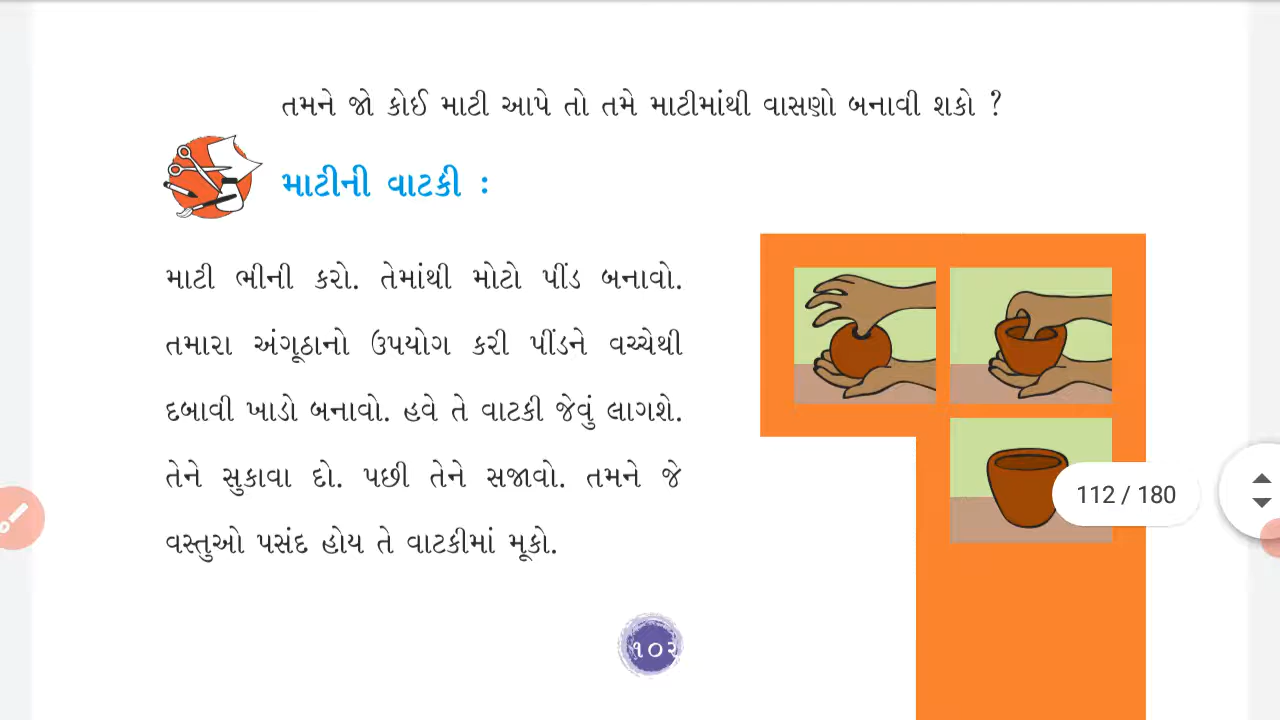 તમને જો કોઈ માટી આપે તો તમે માટીમાંથી વાસણો બનાવી શકો ?
માટીની વાટકી :
માટી ભીની કરો. તેમાંથી મોટો પીંડ બનાવો.
તમારા અંગૂઠાનો ઉપયોગ કરી પીંડને વચ્ચેથી
દબાવી ખાડો બનાવો. હવે તે વાટકી જેવું લાગશે.
તેને સુકાવા દો. પછી તેને સજાવો. તમને જે
વસ્તુઓ પસંદ હોય તે વાટકીમાં મૂકો.
112 / 180
૧૦૨